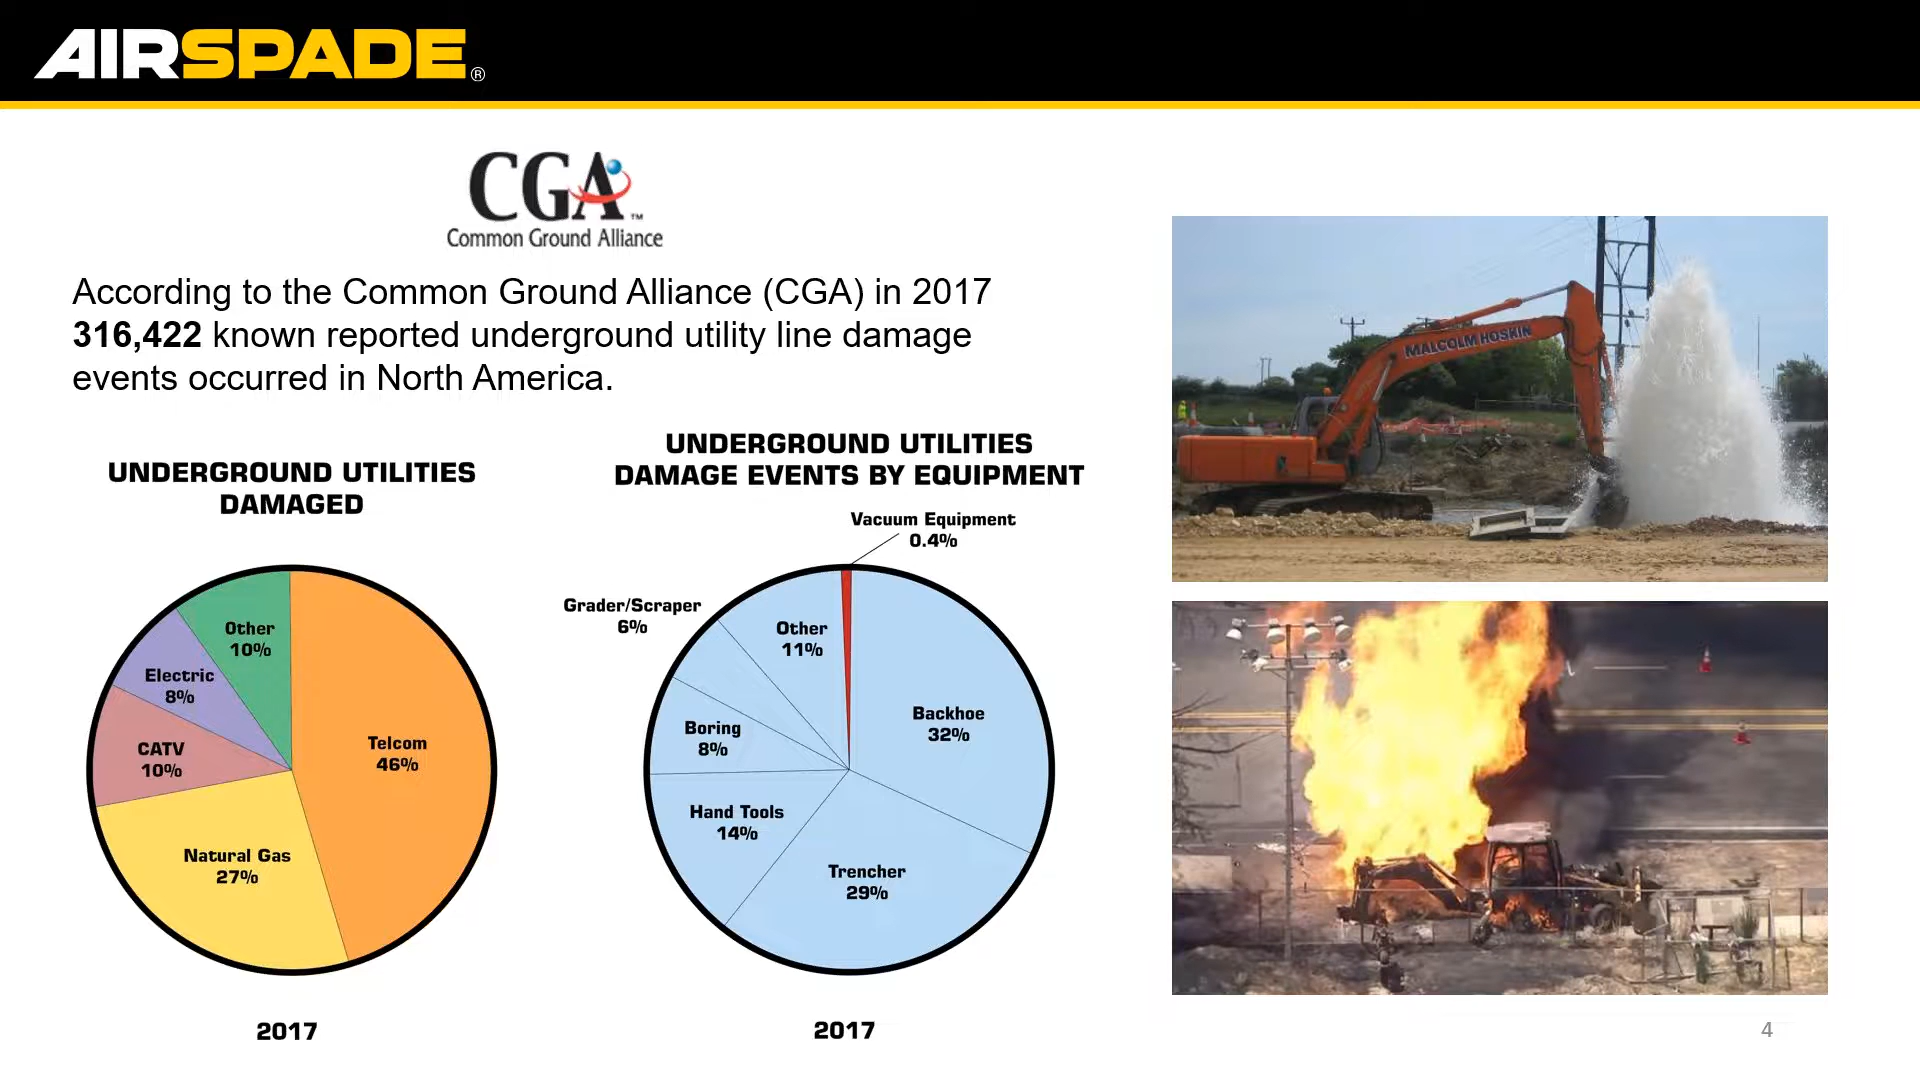 AIRSPADE®
CGA™
Common Ground Alliance
According to the Common Ground Alliance (CGA) in 2017
316,422 known reported underground utility line damage
events occurred in North America.
UNDERGROUND UTILITIES
DAMAGED
Other
10%
Electric
8%
CATV
10%
Telcom
46%
Natural Gas
27%
2017
UNDERGROUND UTILITIES
DAMAGE EVENTS BY EQUIPMENT
Vacuum Equipment
0.4%
Grader/Scraper
6%
Other
11%
Backhoe
32%
Boring
8%
Hand Tools
14%
Trencher
29%
2017
MALCOLM HOSKIN
4